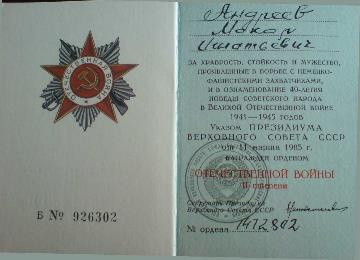 ОТЕЧЕСТВЕННАЯ ВОЙНА
Б № 926302
Андреев
Макар
Игнатьевич
ЗА ХРАБРОСТЬ, СТОЙКОСТЬ И МУЖЕСТВО,
ПРОЯВЛЕННЫЕ В БОРЬБЕ С НЕМЕЦКО-
ФАШИСТСКИМИ ЗАХВАТЧИКАМИ,
И В ОЗНАМЕНОВАНИЕ 40-ЛЕТИЯ
ПОБЕДЫ СОВЕТСКОГО НАРОДА
В ВЕЛИКОЙ ОТЕЧЕСТВЕННОЙ ВОЙНЕ
1941—1945 ГОДОВ
УКАЗОМ ПРЕЗИДИУМА
ВЕРХОВНОГО СОВЕТА СССР
ОТ 11 МАРТА 1985 г.
НАГРАЖДЕН ОРДЕНОМ
ОТЕЧЕСТВЕННОЙ ВОЙНЫ
II степени
Секретарь Президиума
Верховного Совета СССР
№ ордена 1412802